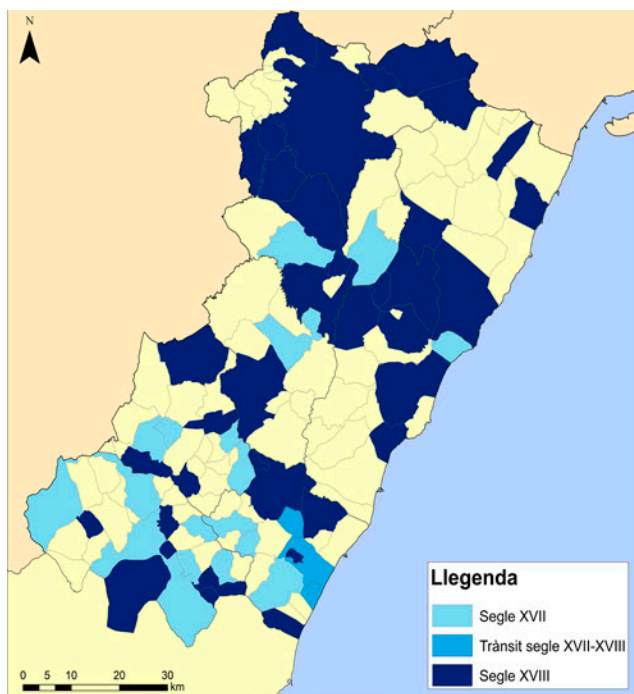 N
Llegenda
Segle XVII
Trànsit segle XVII-XVIII
Segle XVIII
0 5 10 20 30
km